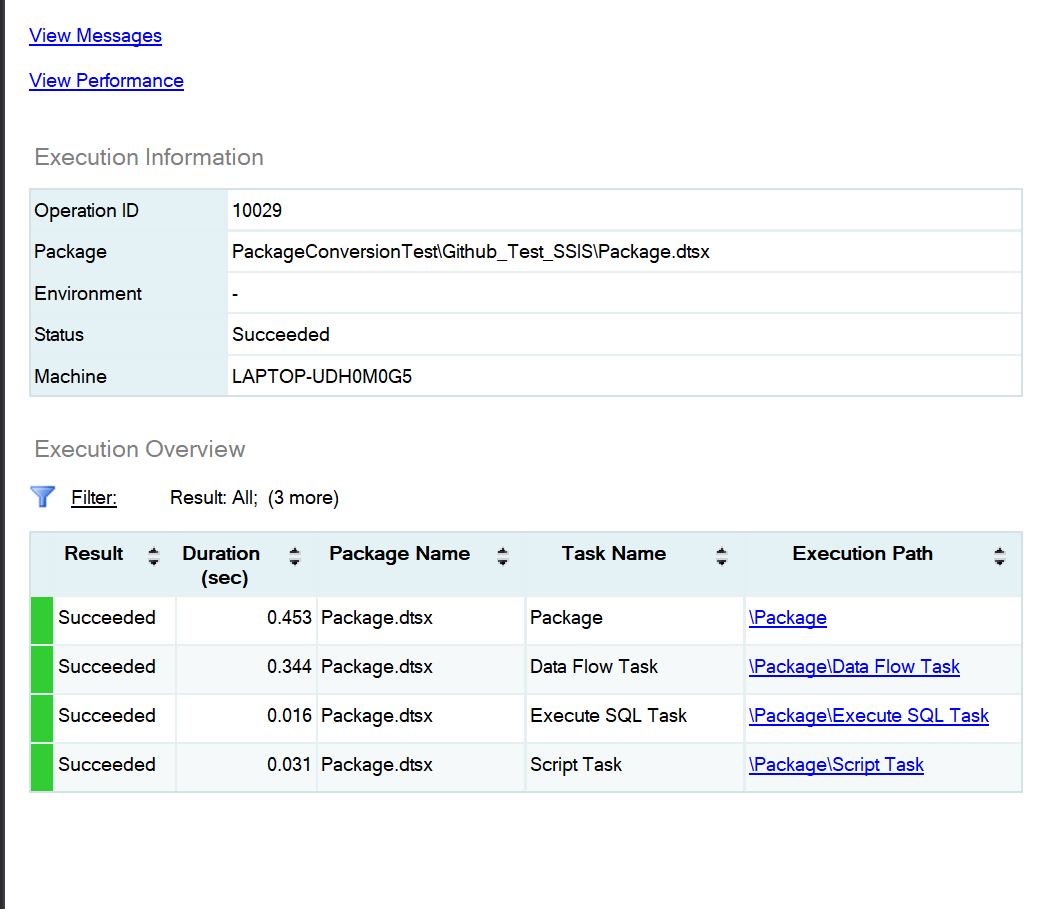 View Messages
View Performance
Execution Information
Operation ID 10029
Package PackageConversionTest\Github_Test_SSIS\Package.dtsx
Environment -
Status Succeeded
Machine LAPTOP-UDH0M0G5
Execution Overview
Filter: Result: All; (3 more)
Result Duration (sec) Package Name Task Name Execution Path
Succeeded 0.453 Package.dtsx Package \Package
Succeeded 0.344 Package.dtsx Data Flow Task \Package\Data Flow Task
Succeeded 0.016 Package.dtsx Execute SQL Task \Package\Execute SQL Task
Succeeded 0.031 Package.dtsx Script Task \Package\Script Task